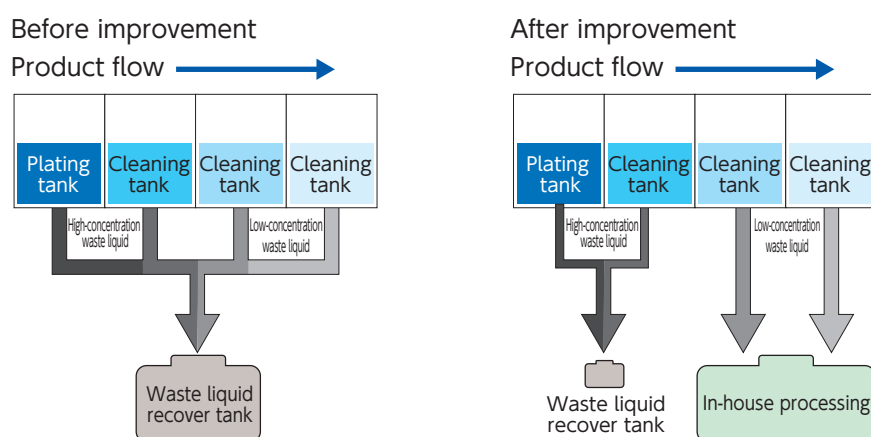 Before improvement
Product flow
Plating
tank
Cleaning
tank
Cleaning
tank
Cleaning
tank
High-concentration
waste liquid
Low-concentration
waste liquid
Waste liquid
recover tank
After improvement
Product flow
Plating
tank
Cleaning
tank
Cleaning
tank
Cleaning
tank
High-concentration
waste liquid
Low-concentration
waste liquid
Waste liquid
recover tank
In-house processing